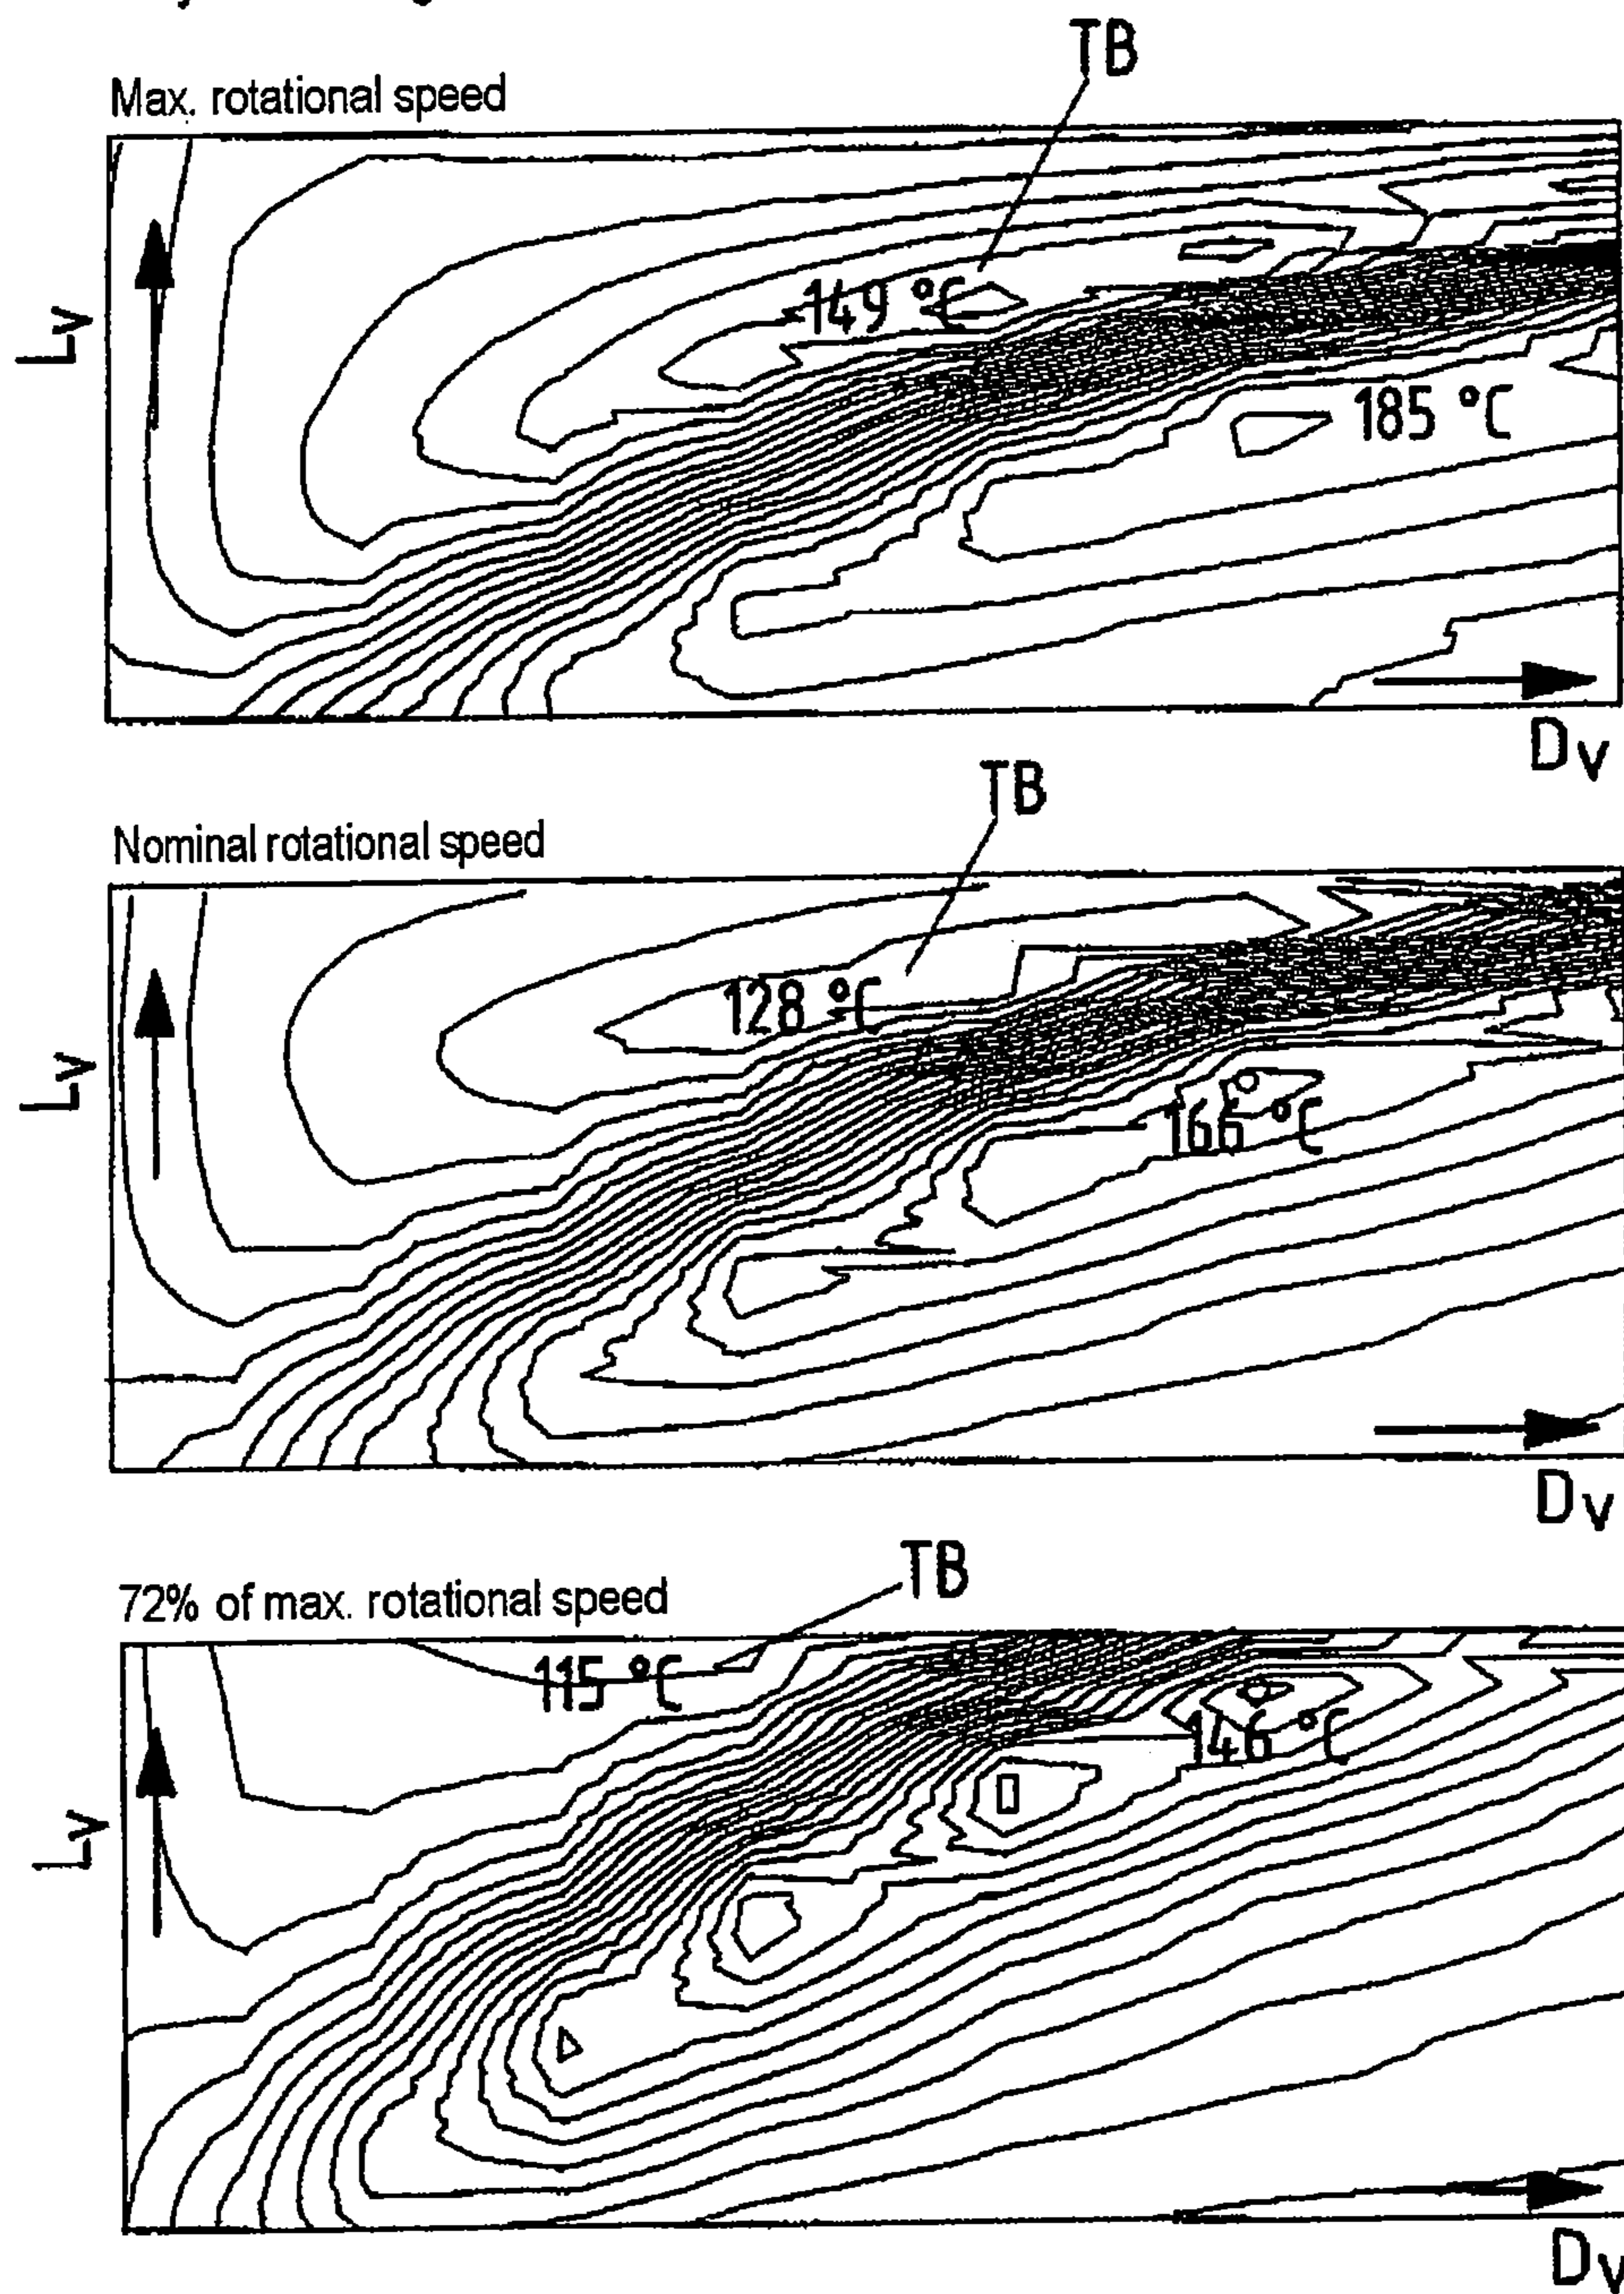 TB
Max. rotational speed
149 °C
Lv
185 °C
Dv
TB
Nominal rotational speed
128 °C
Lv
166 °C
Dv
TB
72% of max. rotational speed
115 °C
146 °C
Lv
Dv